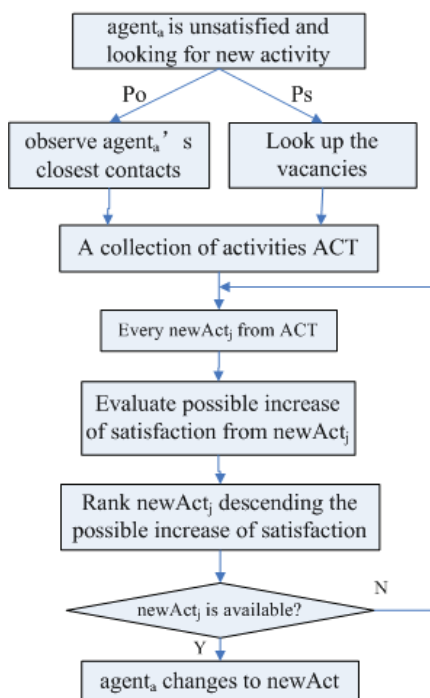 agentₐ is unsatisfied and
looking for new activity
Po
Ps
observe agentₐ's
closest contacts
Look up the
vacancies
A collection of activities ACT
Every newActⱼ from ACT
Evaluate possible increase
of satisfaction from newActⱼ
Rank newActⱼ descending the
possible increase of satisfaction
newActⱼ is available?
N
Y
agentₐ changes to newAct